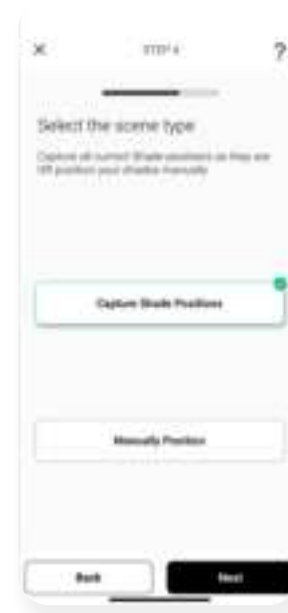 STEP 4
?
Select the scene type
Capture all current Shade positions as they are
OR position your shades manually
Capture Shade Positions
Manually Position
Back
Next